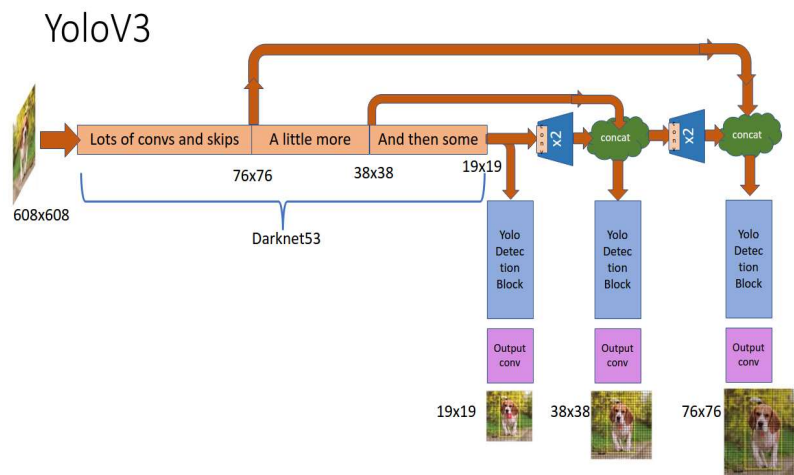 YoloV3
Lots of convs and skips
A little more
And then some
76x76
38x38
19x19
608x608
Darknet53
x2
concat
x2
concat
Yolo
Detec
tion
Block
Yolo
Detec
tion
Block
Yolo
Detec
tion
Block
Output
conv
Output
conv
Output
conv
19x19
38x38
76x76